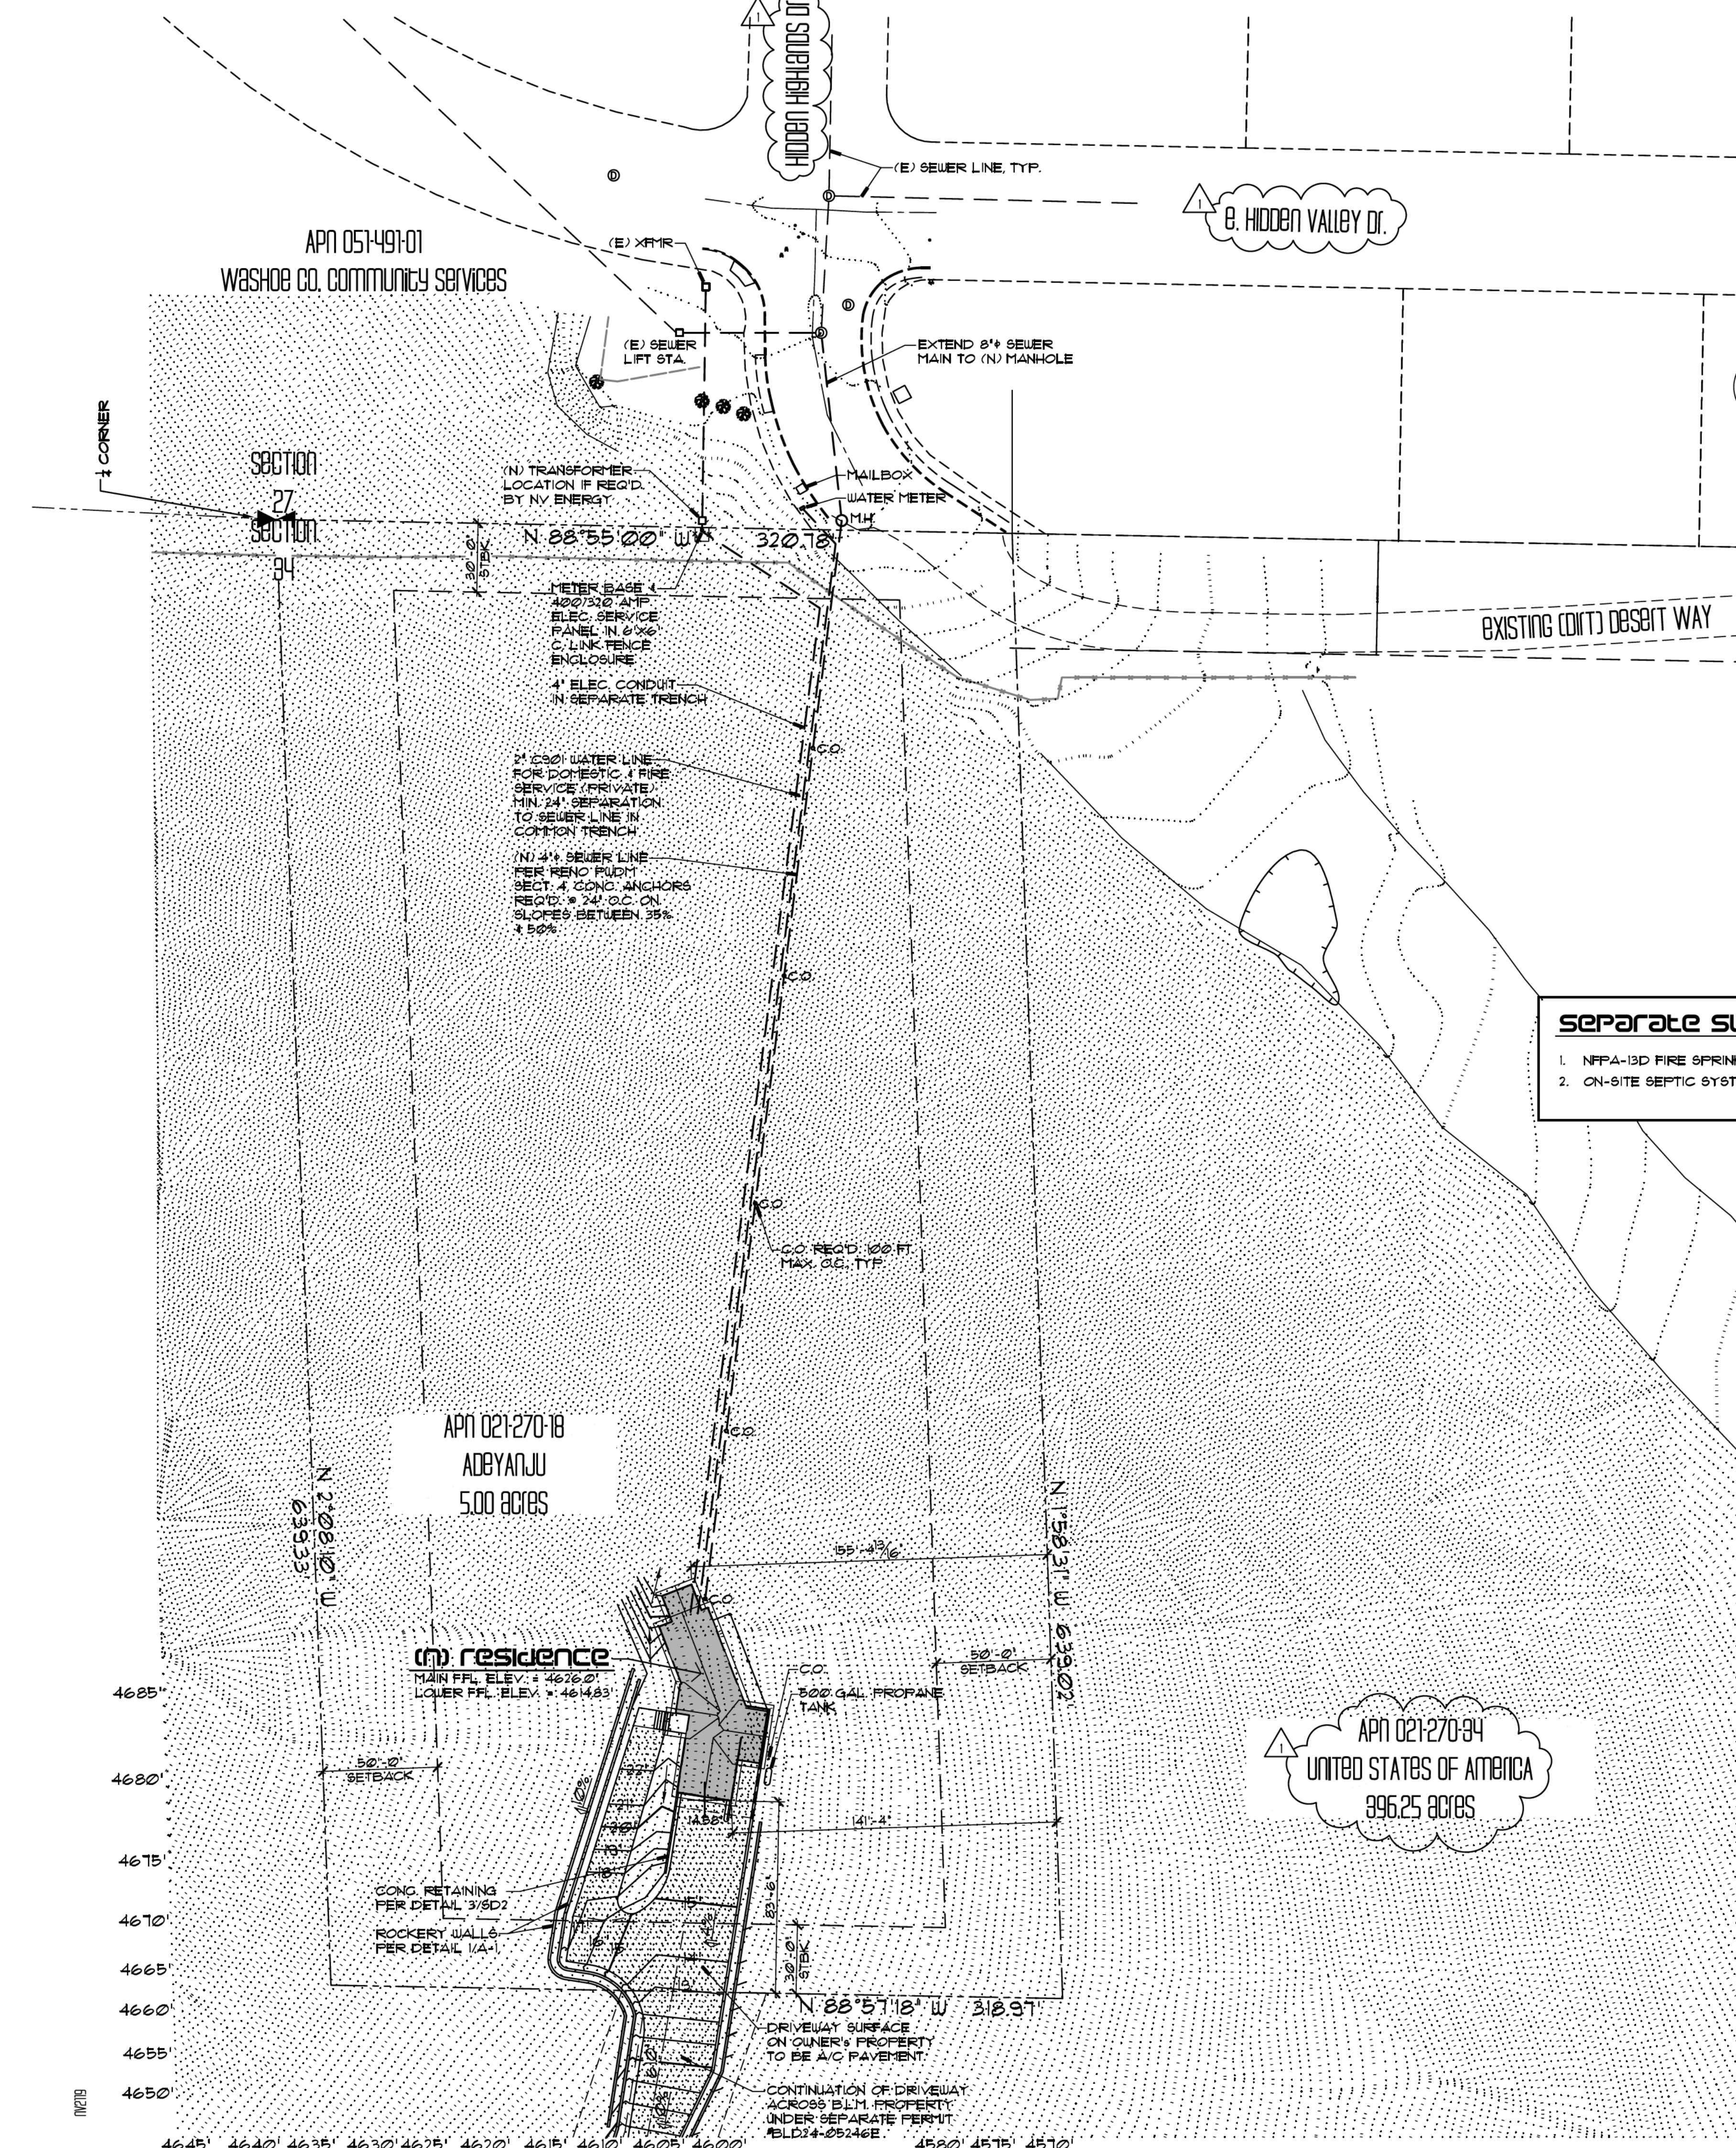 HIDDEN HIGHLANDS Dr
1
(E) SEWER LINE, TYP.
1
E. HIDDEN VALLEY Dr.
APN 051-491-01
WASHOE CO. COMMUNITY SERVICES
(E) XFMR
(E) SEWER
LIFT STA.
EXTEND 8"φ SEWER
MAIN TO (N) MANHOLE
¼ CORNER
SECTION
27
SECTION
34
(N) TRANSFORMER
LOCATION IF REQ'D.
BY NV ENERGY
MAILBOX
WATER METER
M.H.
N 88°55'00" W
320.78'
30'-0"
STBK
METER BASE &
400/320 AMP
ELEC. SERVICE
PANEL IN 6'X6'
C. LINK FENCE
ENCLOSURE
EXISTING (DIRT) DESERT WAY
4" ELEC. CONDUIT
IN SEPARATE TRENCH
C.O.
2" C901 WATER LINE
FOR DOMESTIC & FIRE
SERVICE (PRIVATE)
MIN. 24" SEPARATION
TO SEWER LINE IN
COMMON TRENCH
(N) 4"φ SEWER LINE
PER RENO PWDM
SECT. 4. CONC. ANCHORS
REQ'D. @ 24' O.C. ON
SLOPES BETWEEN 35%
& 50%
C.O.
SEPARATE
1. NFPA-13D FIRE
2. ON-SITE SEPTIC
C.O.
C.O. REQ'D. 100 FT.
MAX. O.C. TYP.
APN 021-270-18
ADEYANJU
5.00 ACRES
C.O.
N 2°08'10" W
639.33'
N 1°58'31" W 639.02'
155'-4 13/16"
C.O.
(N) RESIDENCE
MAIN FFL ELEV. = 4626.0'
LOWER FFL ELEV. = 4614.83'
50'-0"
SETBACK
C.O.
500 GAL. PROPANE
TANK
4685'
4680'
4675'
4670'
4665'
4660'
4655'
4650'
50'-0"
SETBACK
10%
1
APN 021-270-34
UNITED STATES OF AMERICA
396.25 ACRES
141'-4"
83'-6"
CONC. RETAINING
PER DETAIL 3/SD2
ROCKERY WALLS
PER DETAIL 1/A-1
30'-0"
STBK
N 88°57'18" W 318.97'
DRIVEWAY SURFACE
ON OWNER's PROPERTY
TO BE A/C PAVEMENT.
CONTINUATION OF DRIVEWAY
ACROSS B.L.M. PROPERTY
UNDER SEPARATE PERMIT
#BLD24-05246E
4645' 4640' 4635' 4630' 4625' 4620' 4615' 4610' 4605' 4600' 4580' 4575' 4570'